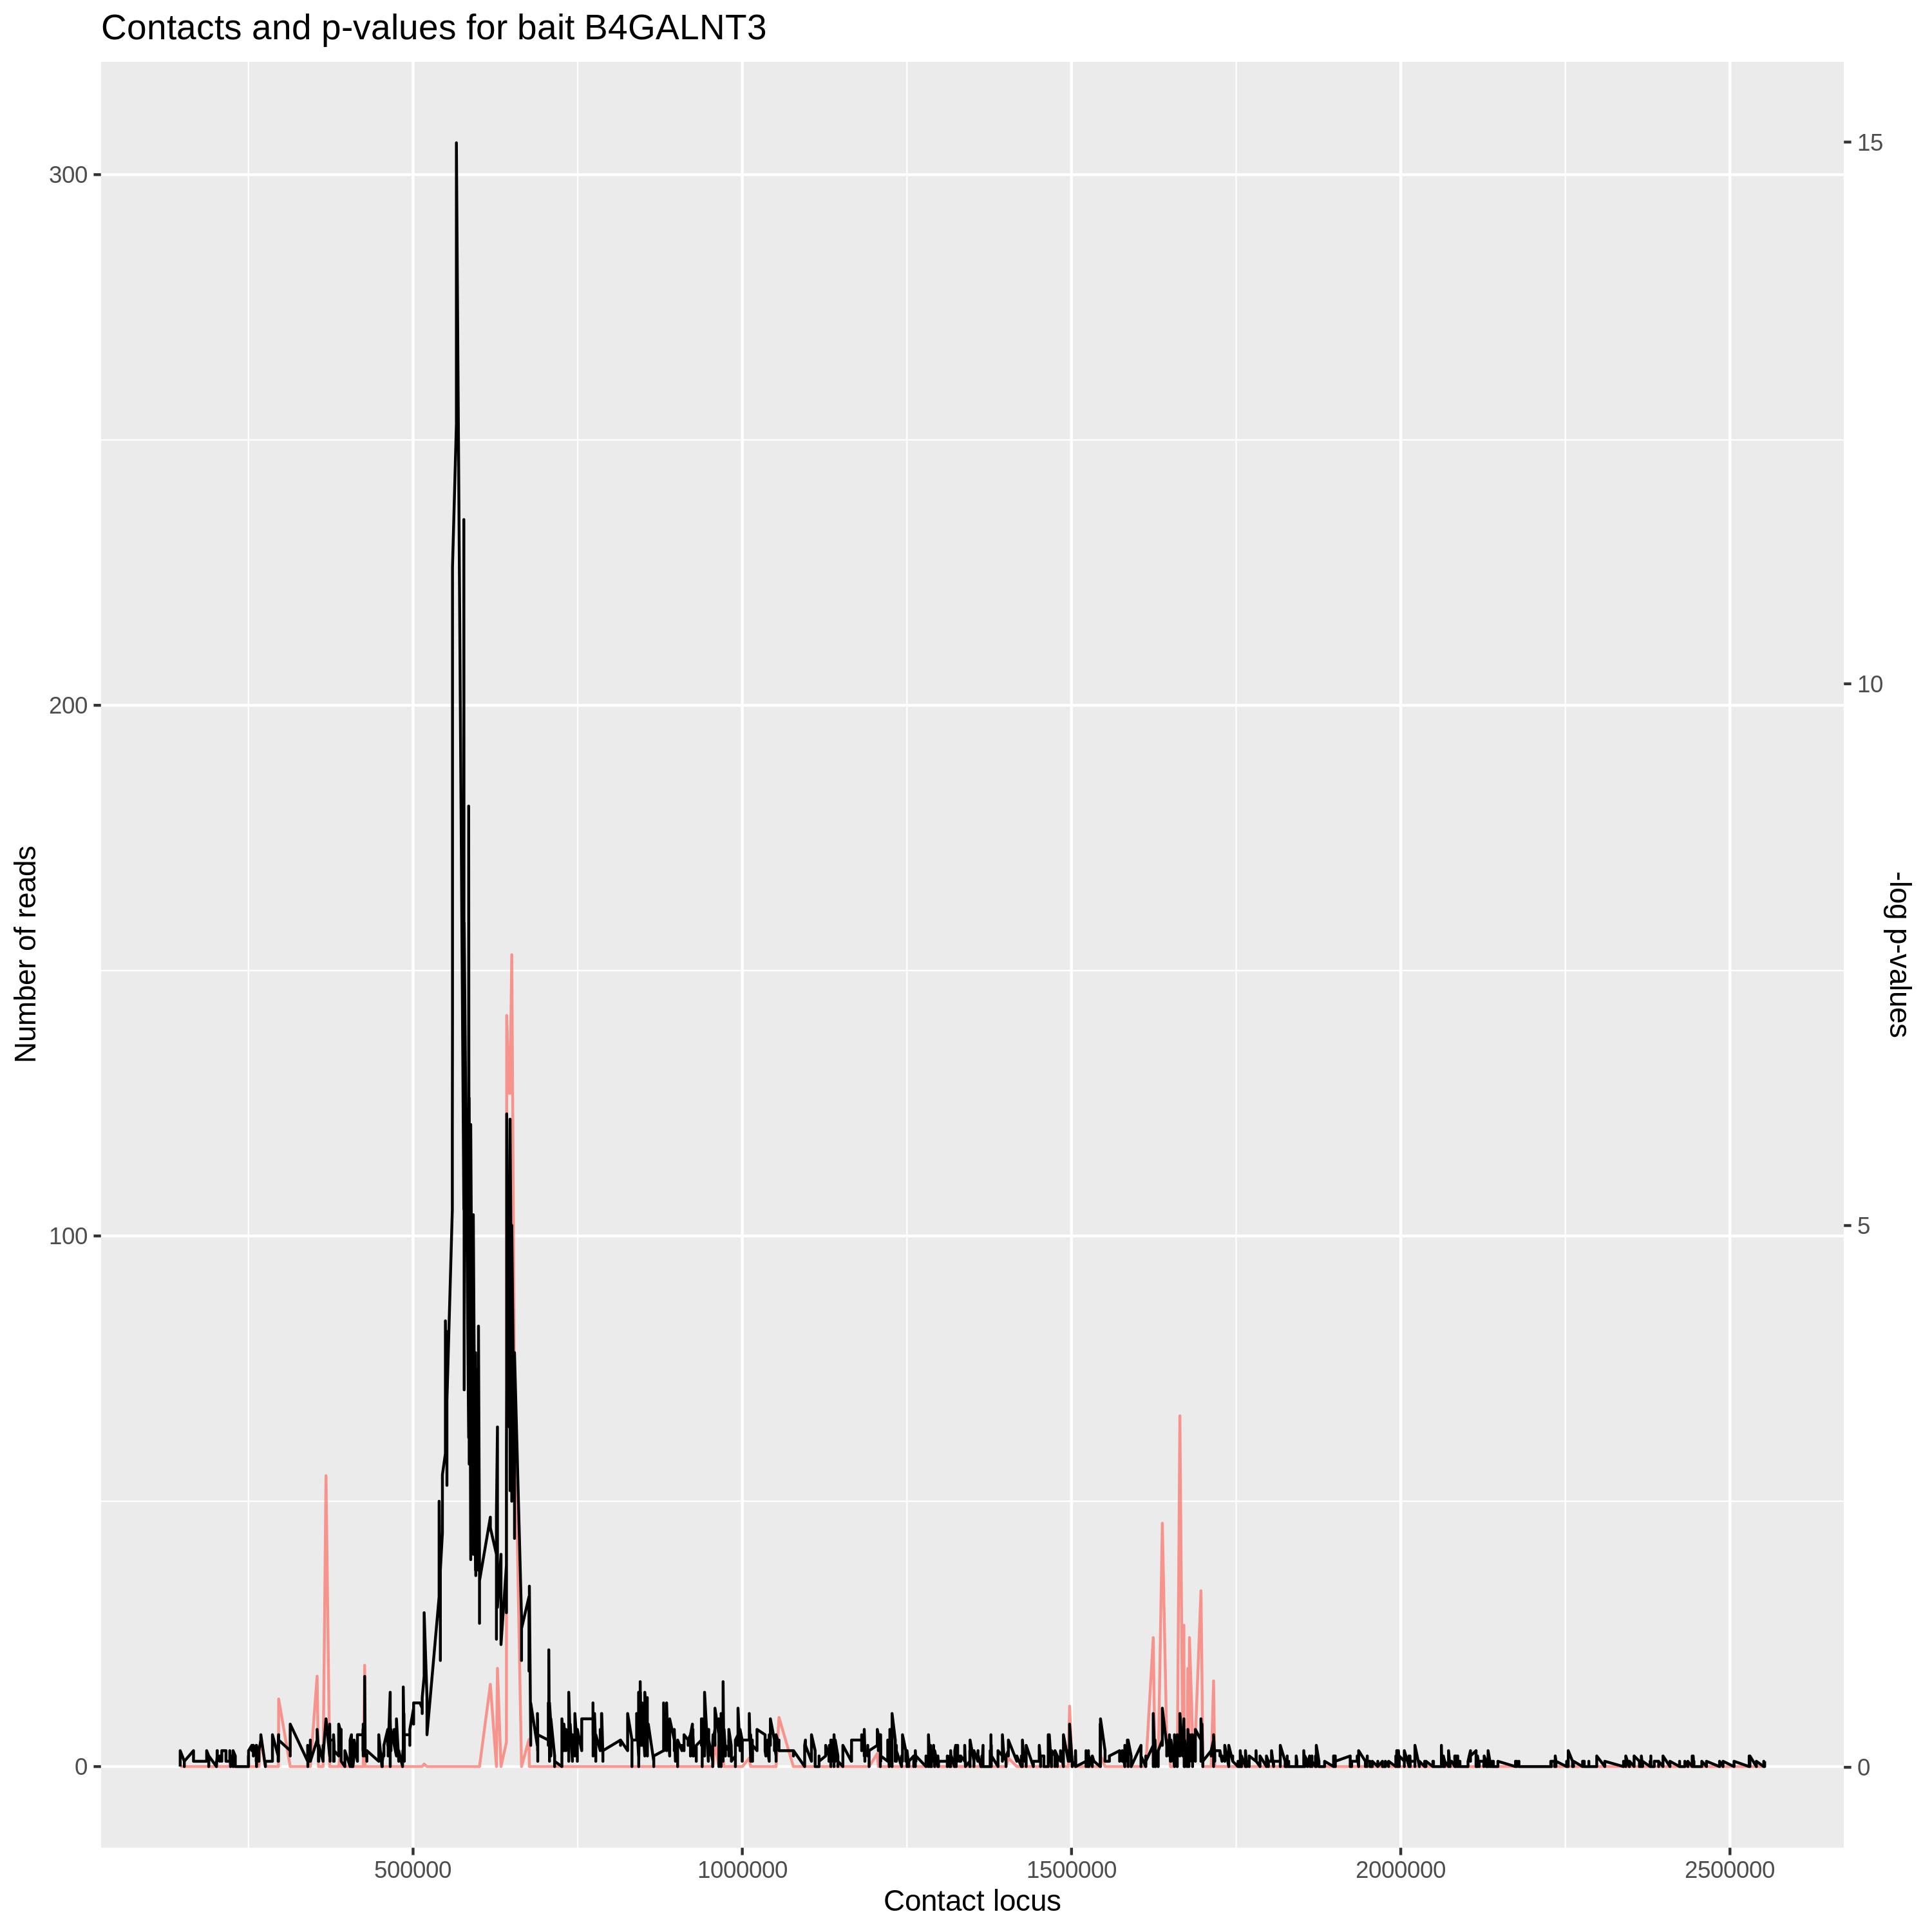 Contacts and p-values for bait B4GALNT3
300
200
100
0
Number of reads
15
10
5
0
-log p-values
500000 1000000 1500000 2000000 2500000
Contact locus